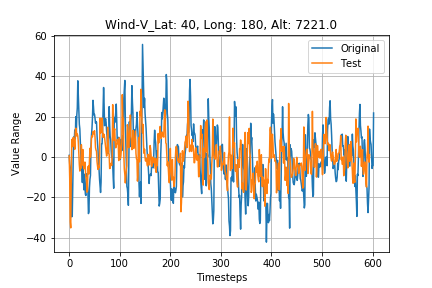 Wind-V_Lat: 40, Long: 180, Alt: 7221.0
Original
Test
Value Range
60
40
20
0
−20
−40
0 100 200 300 400 500 600
Timesteps